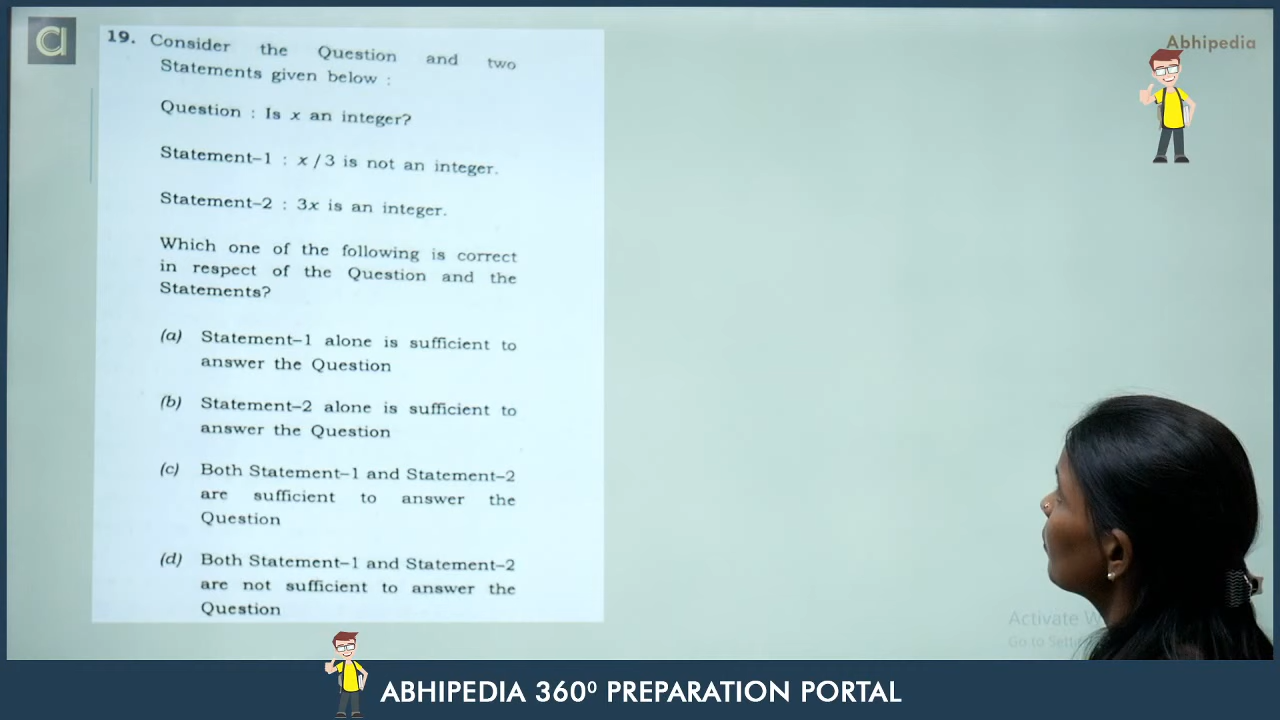 a
Abhipedia
19. Consider the Question and two
Statements given below :
Question : Is x an integer?
Statement–1 : x/3 is not an integer.
Statement–2 : 3x is an integer.
Which one of the following is correct
in respect of the Question and the
Statements?
(a) Statement–1 alone is sufficient to
answer the Question
(b) Statement–2 alone is sufficient to
answer the Question
(c) Both Statement–1 and Statement–2
are sufficient to answer the
Question
(d) Both Statement–1 and Statement–2
are not sufficient to answer the
Question
Activate
Go to
ABHIPEDIA 360⁰ PREPARATION PORTAL